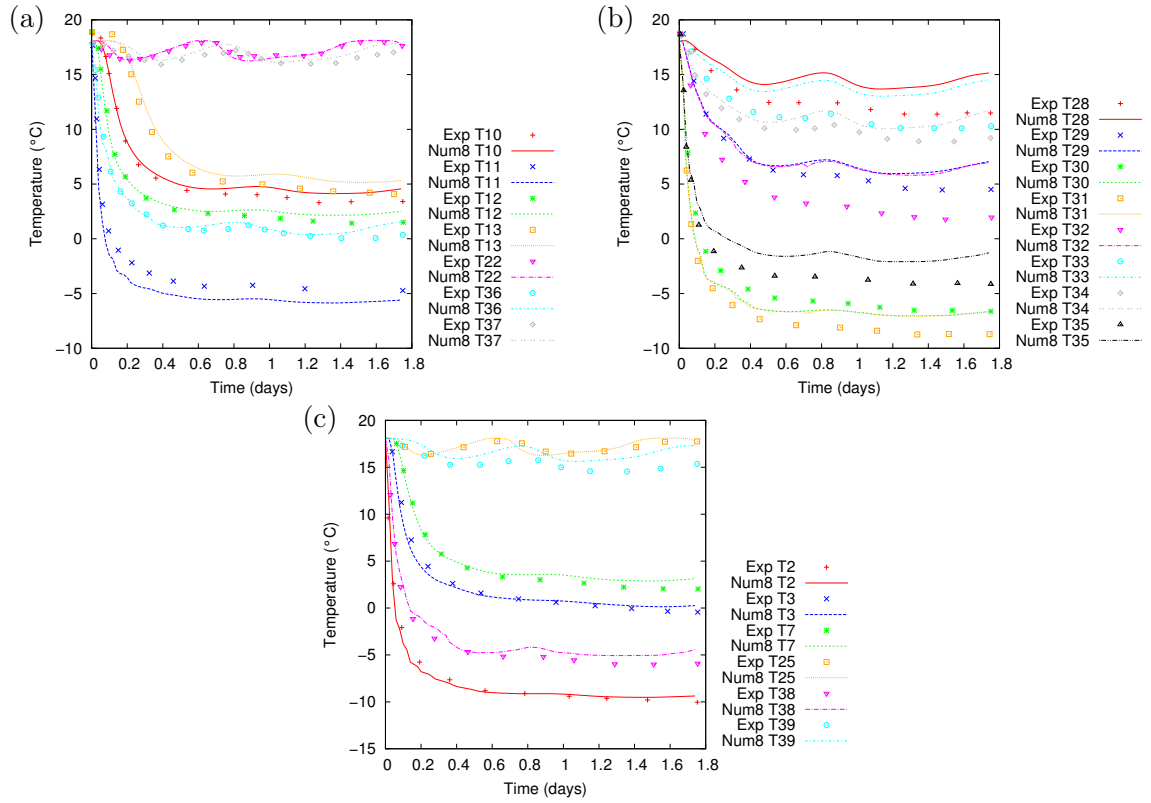 (a)
20
15
10
5
0
−5
−10
Temperature (°C)
0 0.2 0.4 0.6 0.8 1 1.2 1.4 1.6 1.8
Time (days)
Exp T10
Num8 T10
Exp T11
Num8 T11
Exp T12
Num8 T12
Exp T13
Num8 T13
Exp T22
Num8 T22
Exp T36
Num8 T36
Exp T37
Num8 T37
(b)
20
15
10
5
0
−5
−10
Temperature (°C)
0 0.2 0.4 0.6 0.8 1 1.2 1.4 1.6 1.8
Time (days)
Exp T28
Num8 T28
Exp T29
Num8 T29
Exp T30
Num8 T30
Exp T31
Num8 T31
Exp T32
Num8 T32
Exp T33
Num8 T33
Exp T34
Num8 T34
Exp T35
Num8 T35
(c)
20
15
10
5
0
−5
−10
−15
Temperature (°C)
0 0.2 0.4 0.6 0.8 1 1.2 1.4 1.6 1.8
Time (days)
Exp T2
Num8 T2
Exp T3
Num8 T3
Exp T7
Num8 T7
Exp T25
Num8 T25
Exp T38
Num8 T38
Exp T39
Num8 T39